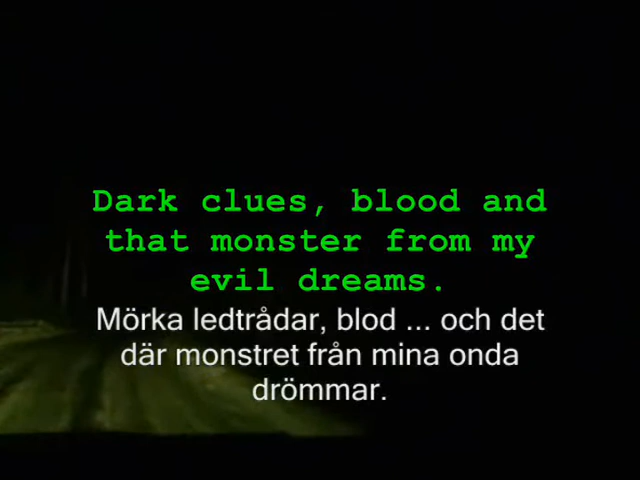 Dark clues, blood and
that monster from my
evil dreams.
Mörka ledtrådar, blod ... och det
där monstret från mina onda
drömmar.